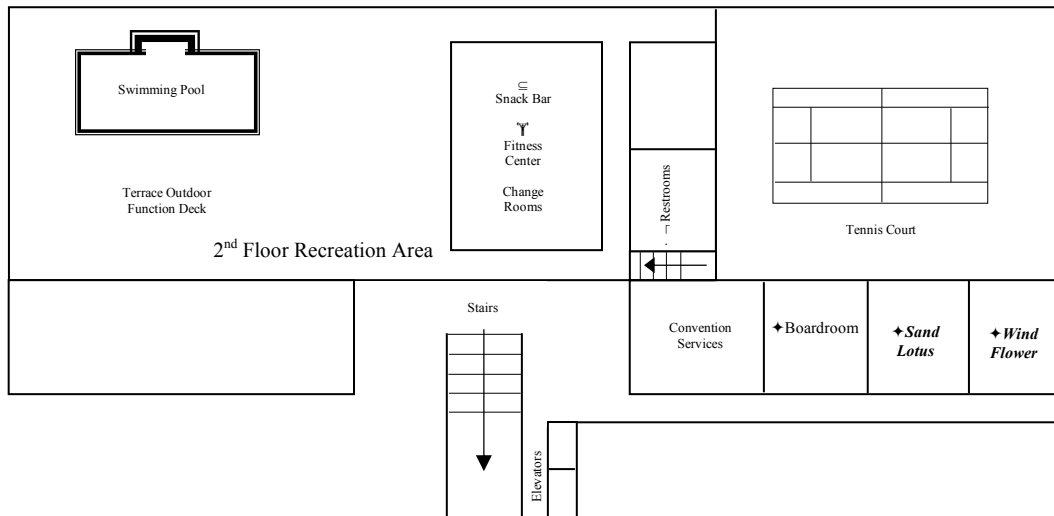 Swimming Pool
Terrace Outdoor
Function Deck
2nd Floor Recreation Area
⊆
Snack Bar
Fitness
Center
Change
Rooms
Restrooms
Tennis Court
Stairs
Convention
Services
✦Boardroom
✦Sand
Lotus
✦Wind
Flower
Elevators